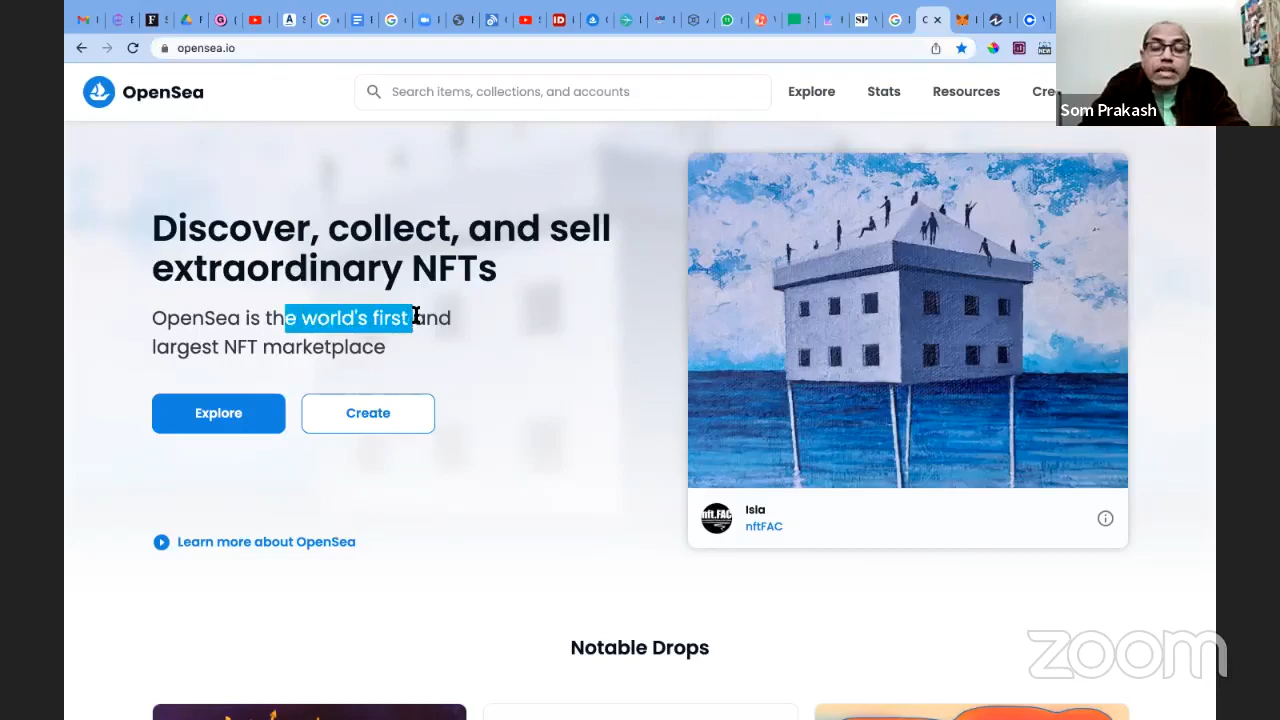 opensea.io
OpenSea
Search items, collections, and accounts
Explore
Stats
Resources
Cre
Som Prakash
Discover, collect, and sell
extraordinary NFTs
OpenSea is the world's first and
largest NFT marketplace
Explore
Create
nft.FAC
Isla
nftFAC
Learn more about OpenSea
Notable Drops
zoom